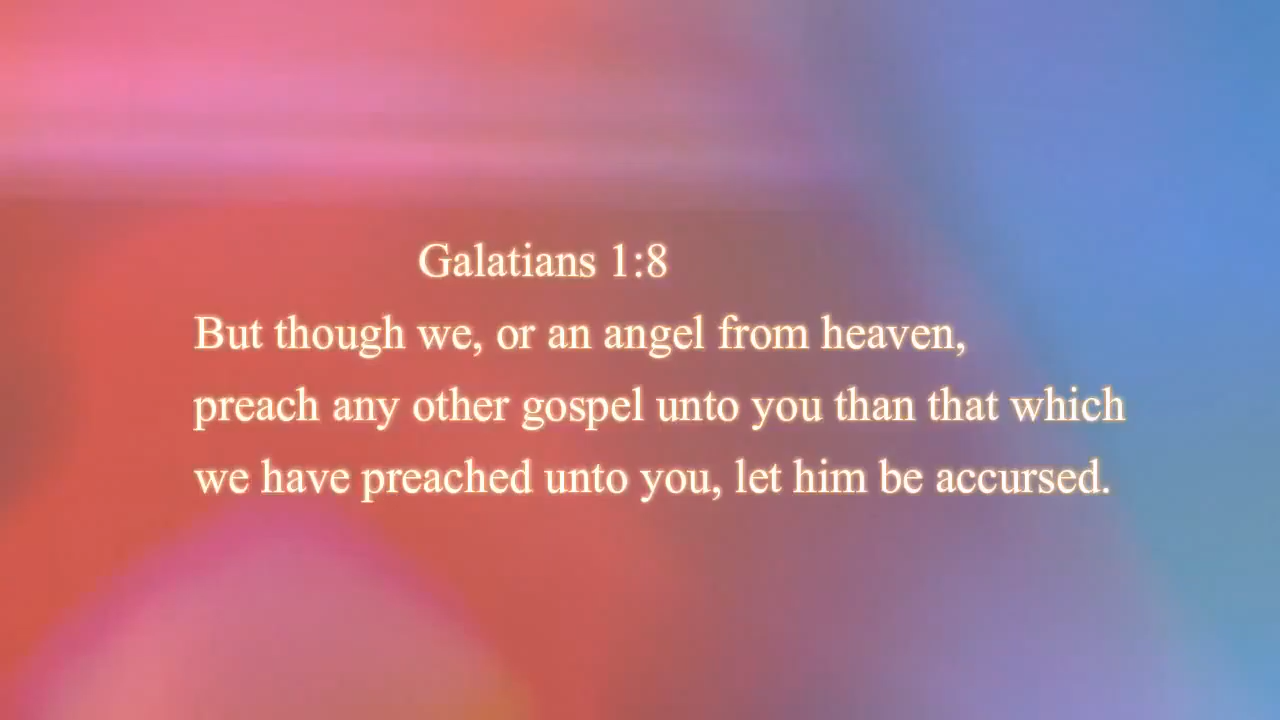 Galatians 1:8
But though we, or an angel from heaven,
preach any other gospel unto you than that which
we have preached unto you, let him be accursed.